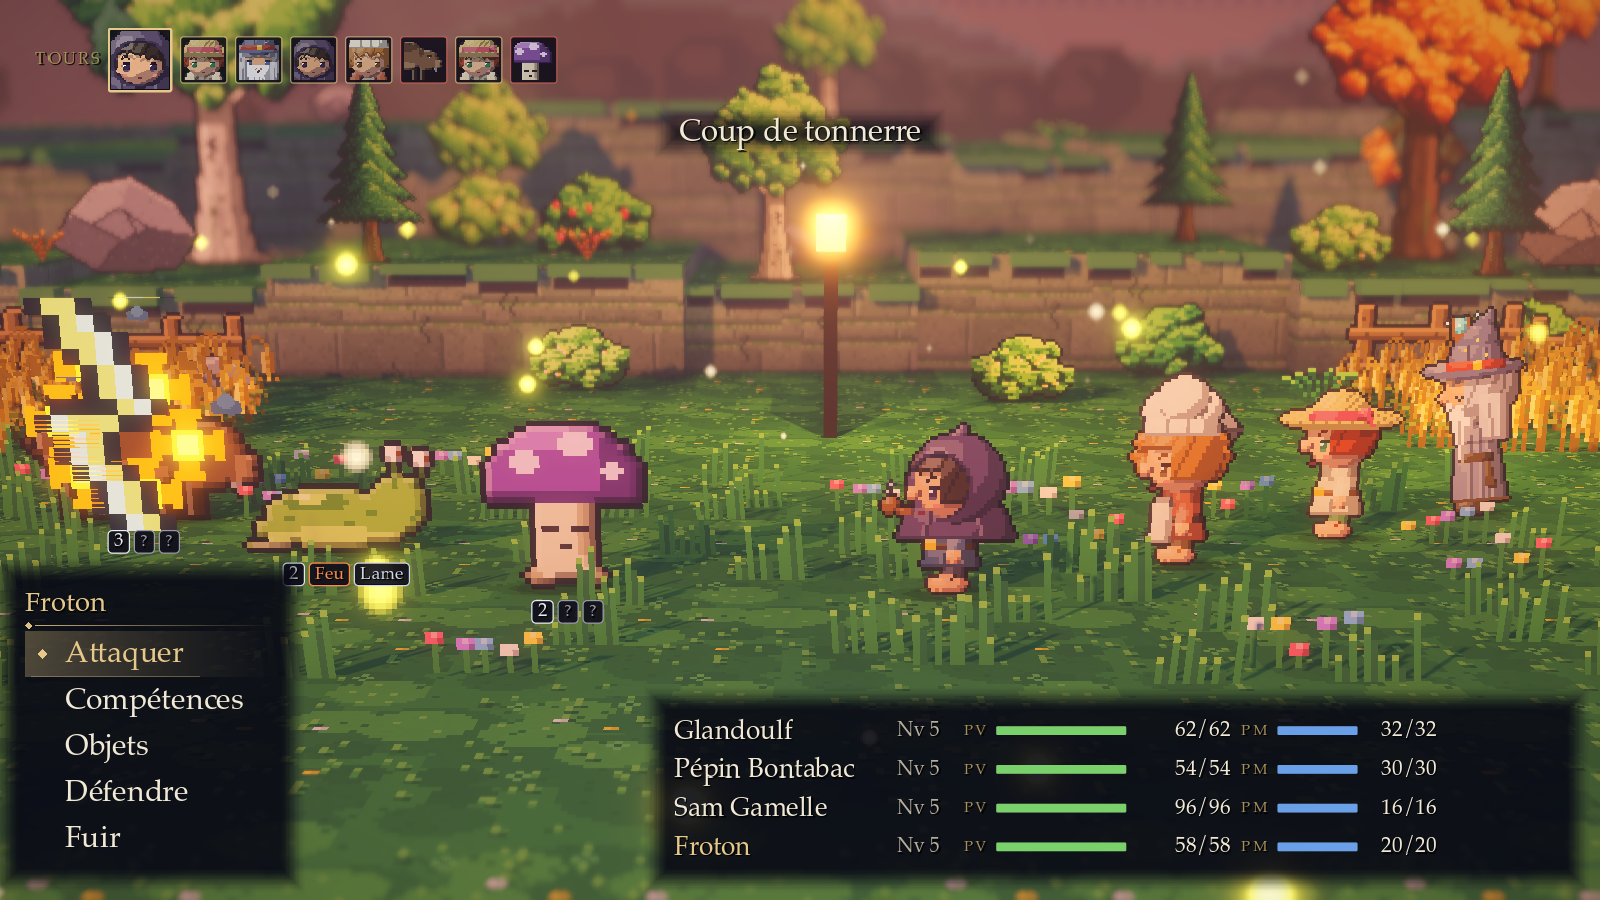 TOURS
Coup de tonnerre
3 ? ?
2 Feu Lame
2 ? ?
Froton
Attaquer
Compétences
Objets
Défendre
Fuir
Glandoulf Nv 5 PV 62/62 PM 32/32
Pépin Bontabac Nv 5 PV 54/54 PM 30/30
Sam Gamelle Nv 5 PV 96/96 PM 16/16
Froton Nv 5 PV 58/58 PM 20/20